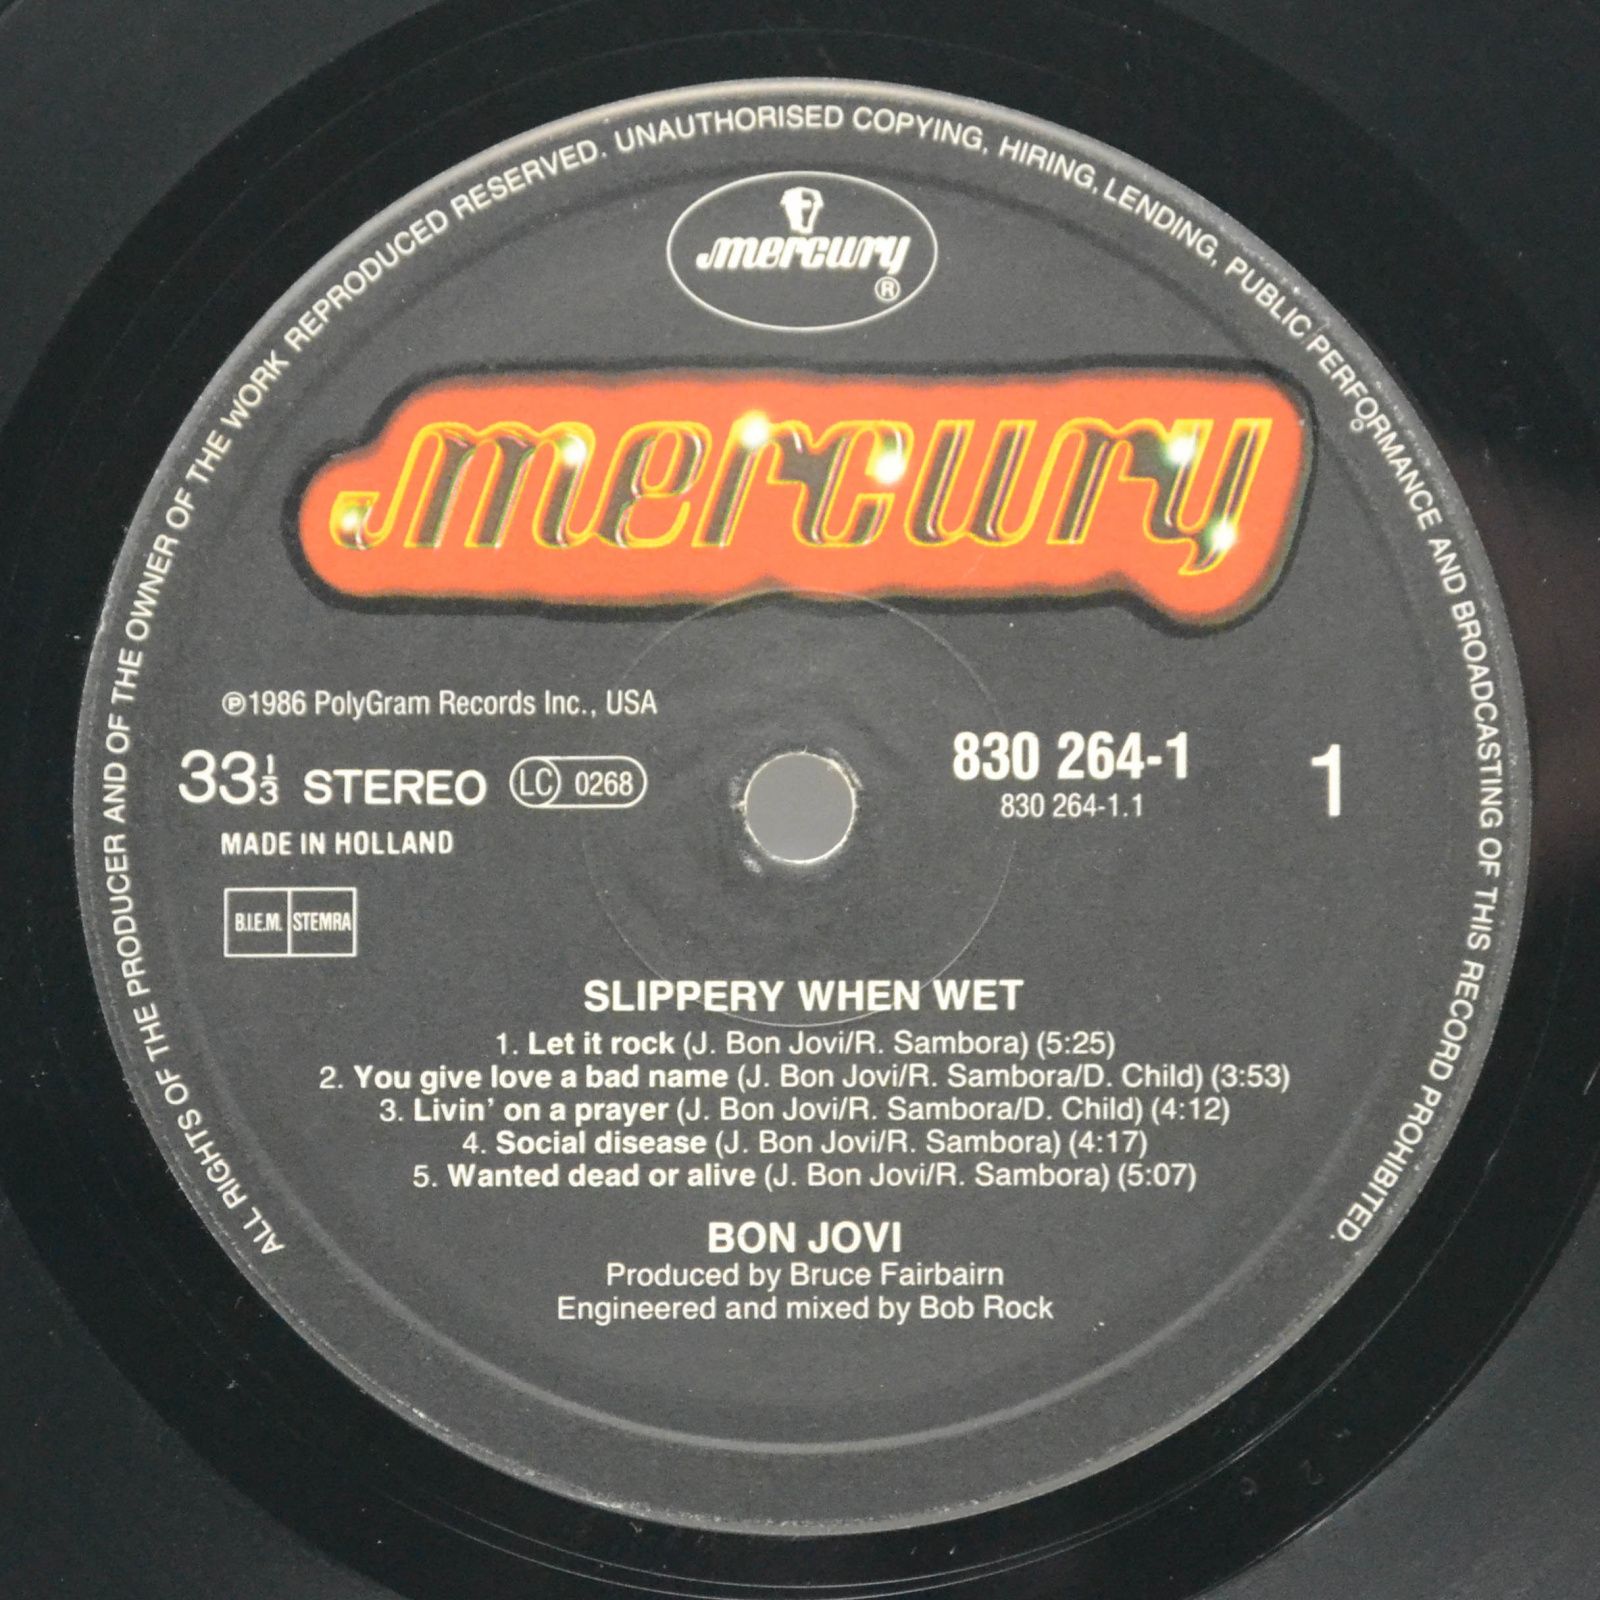 ALL RIGHTS OF THE PRODUCER AND OF THE OWNER OF THE WORK REPRODUCED RESERVED. UNAUTHORISED COPYING, HIRING, LENDING, PUBLIC PERFORMANCE AND BROADCASTING OF THIS RECORD PROHIBITED.
mercury
®
mercury
℗1986 PolyGram Records Inc., USA
33⅓ STEREO LC 0268
MADE IN HOLLAND
B.I.E.M. STEMRA
830 264-1
830 264-1.1
1
SLIPPERY WHEN WET
1. Let it rock (J. Bon Jovi/R. Sambora) (5:25)
2. You give love a bad name (J. Bon Jovi/R. Sambora/D. Child) (3:53)
3. Livin' on a prayer (J. Bon Jovi/R. Sambora/D. Child) (4:12)
4. Social disease (J. Bon Jovi/R. Sambora) (4:17)
5. Wanted dead or alive (J. Bon Jovi/R. Sambora) (5:07)
BON JOVI
Produced by Bruce Fairbairn
Engineered and mixed by Bob Rock